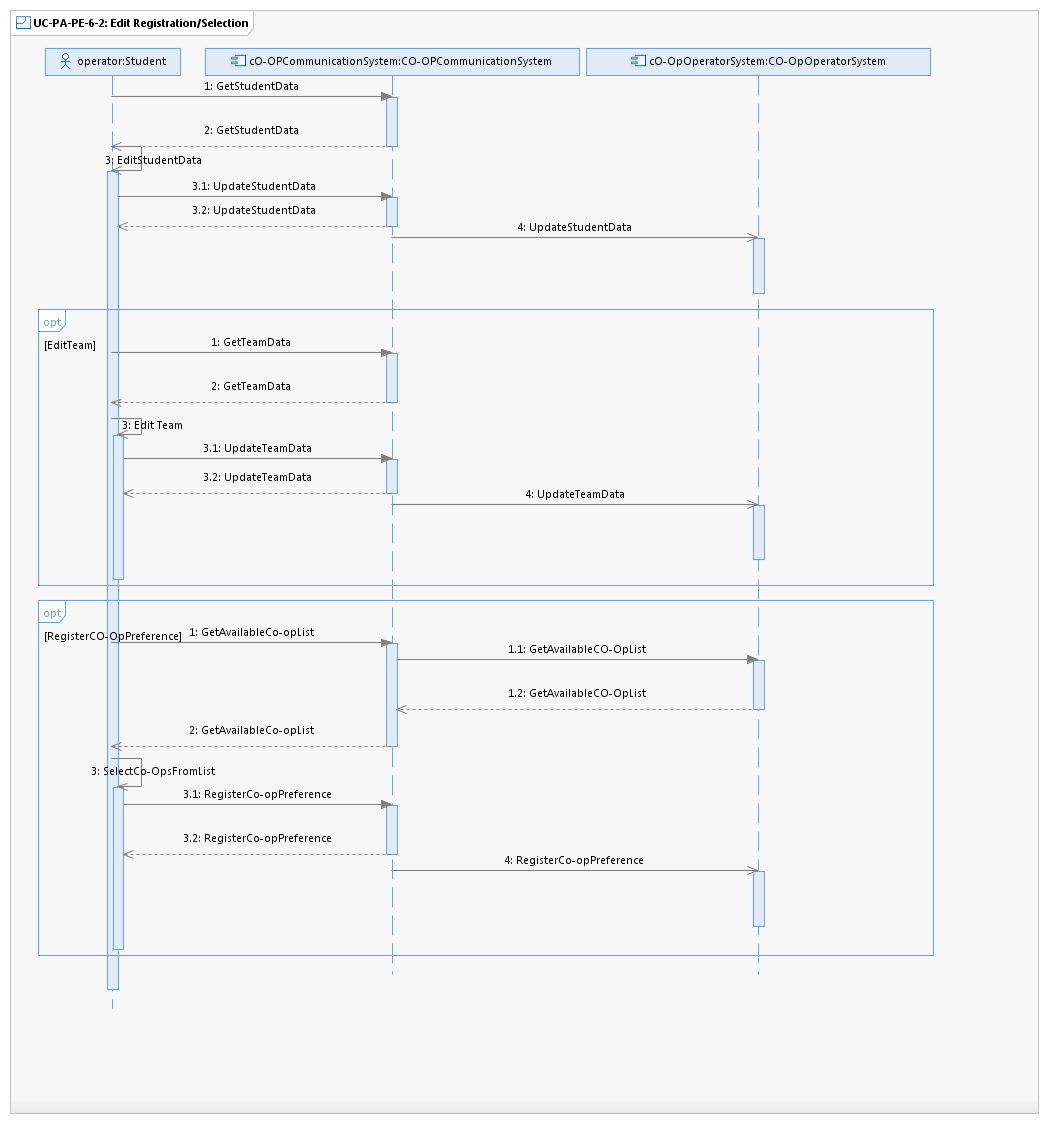 UC-PA-PE-6-2: Edit Registration/Selection
operator:Student
cO-OPCommunicationSystem:CO-OPCommunicationSystem
cO-OpOperatorSystem:CO-OpOperatorSystem
1: GetStudentData
2: GetStudentData
3: EditStudentData
3.1: UpdateStudentData
3.2: UpdateStudentData
4: UpdateStudentData
opt
[EditTeam]
1: GetTeamData
2: GetTeamData
3: Edit Team
3.1: UpdateTeamData
3.2: UpdateTeamData
4: UpdateTeamData
opt
[RegisterCO-OpPreference]
1: GetAvailableCo-opList
1.1: GetAvailableCO-OpList
1.2: GetAvailableCO-OpList
2: GetAvailableCo-opList
3: SelectCo-OpsFromList
3.1: RegisterCo-opPreference
3.2: RegisterCo-opPreference
4: RegisterCo-opPreference